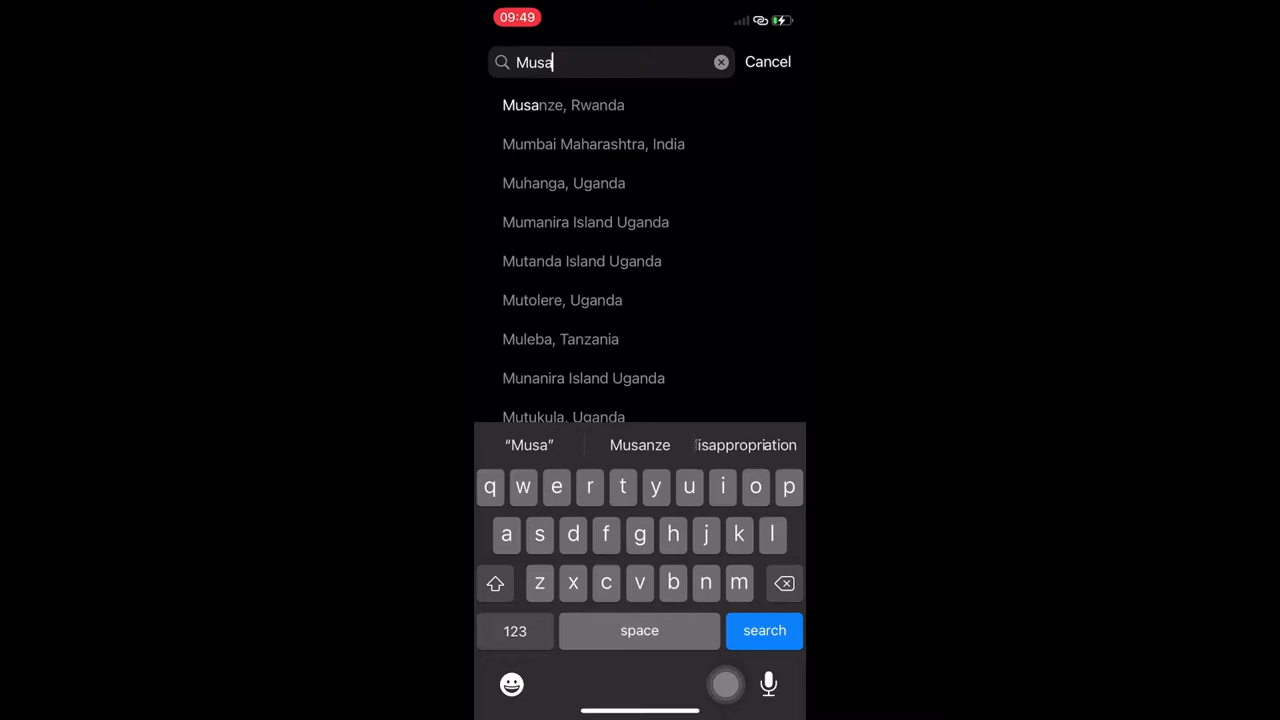 09:49
Musa Cancel
Musanze, Rwanda
Mumbai Maharashtra, India
Muhanga, Uganda
Mumanira Island Uganda
Mutanda Island Uganda
Mutolere, Uganda
Muleba, Tanzania
Munanira Island Uganda
Mutukula, Uganda
“Musa” Musanze isappropriation
q w e r t y u i o p
a s d f g h j k l
z x c v b n m
123 space search